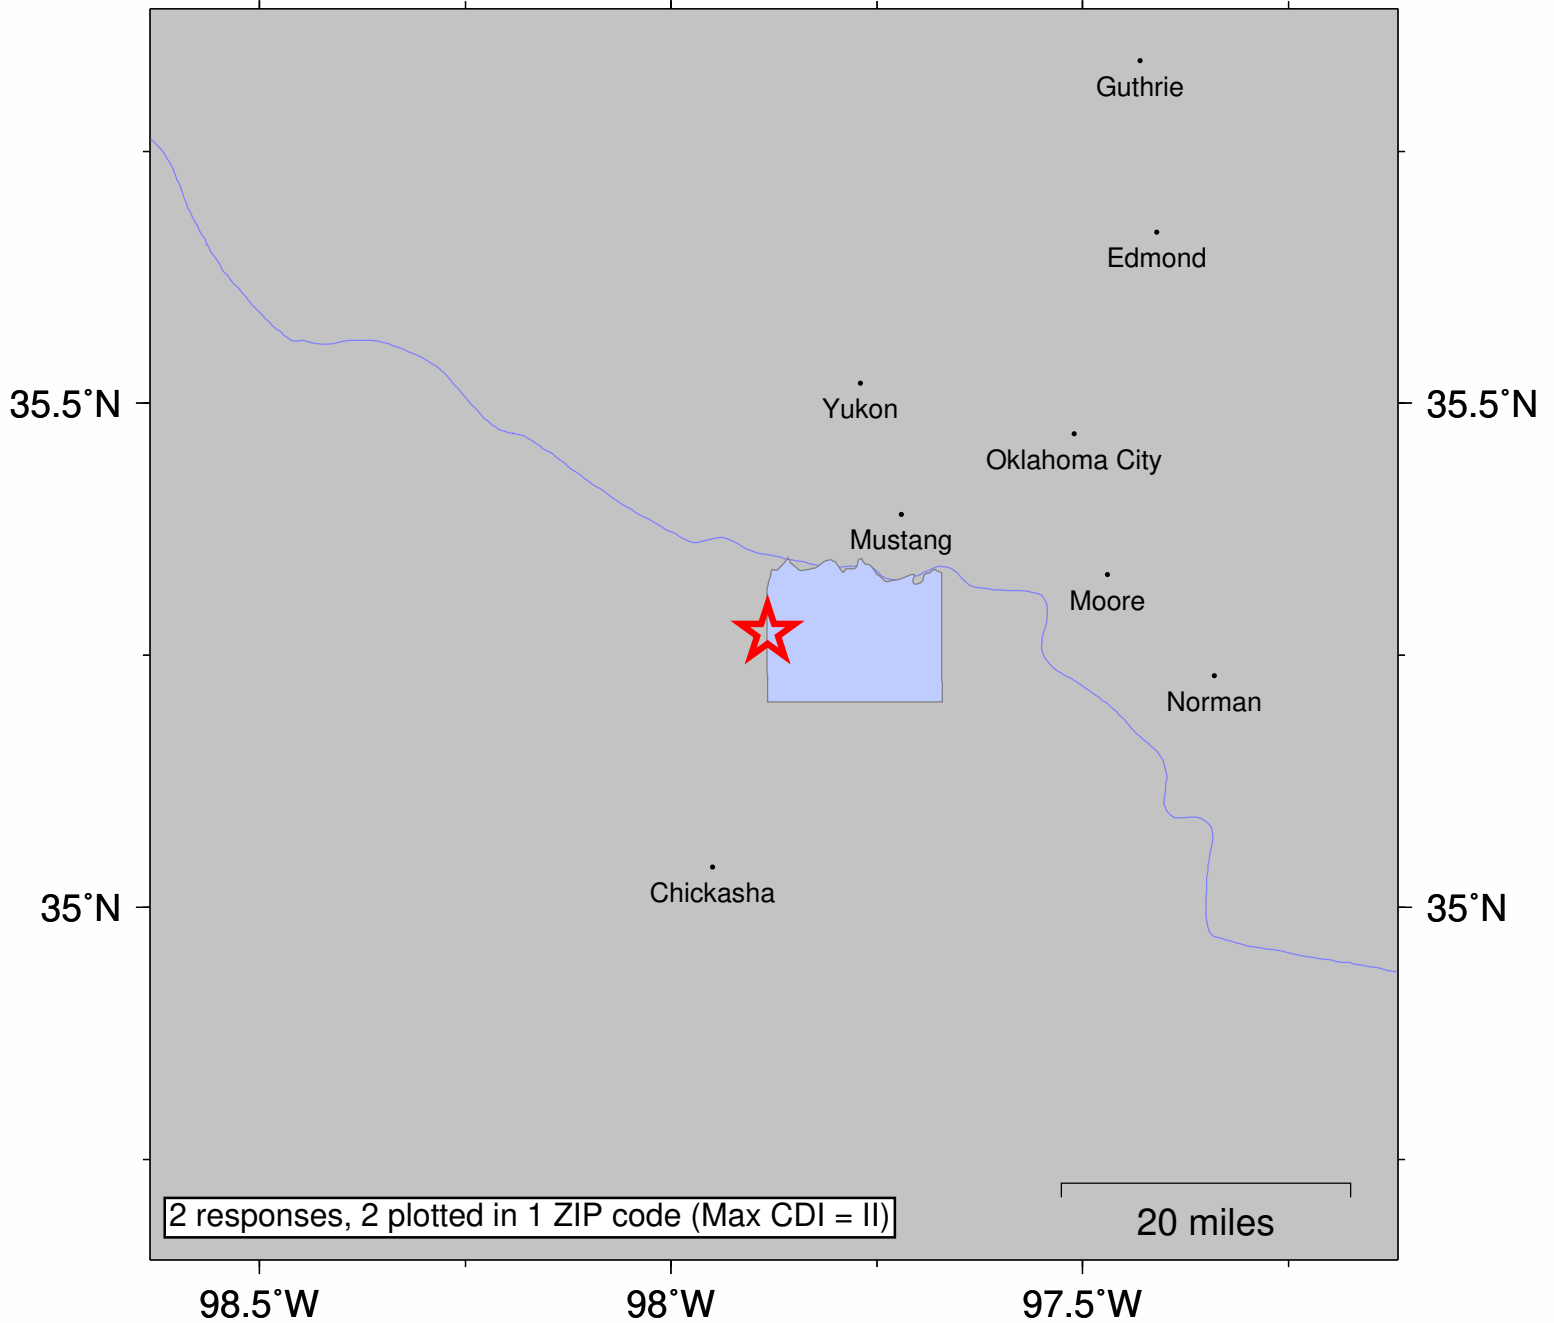 Guthrie
Edmond
35.5˚N
35.5˚N
Yukon
Oklahoma City
Mustang
Moore
Norman
Chickasha
35˚N
35˚N
2 responses, 2 plotted in 1 ZIP code (Max CDI = II)
20 miles
98.5˚W
98˚W
97.5˚W